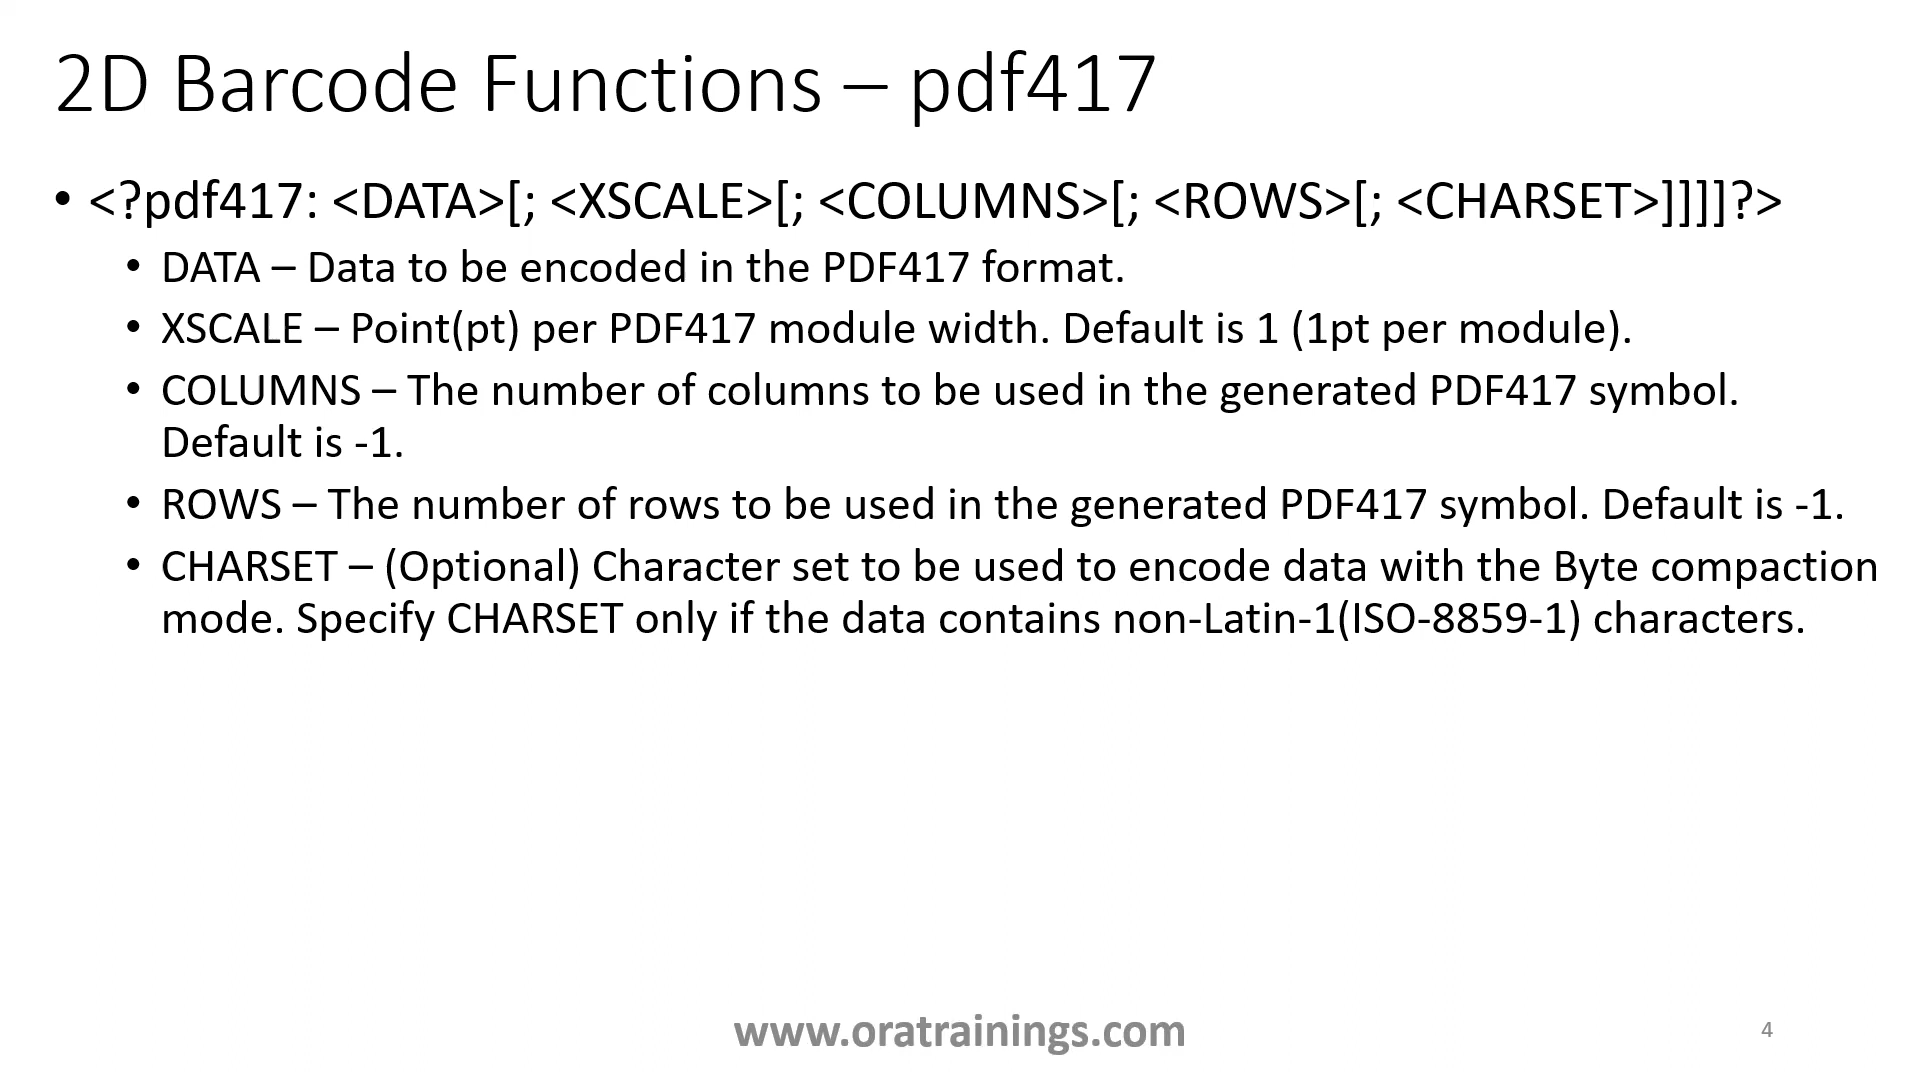 2D Barcode Functions – pdf417
• <?pdf417: <DATA>[; <XSCALE>[; <COLUMNS>[; <ROWS>[; <CHARSET>]]]]?>
• DATA – Data to be encoded in the PDF417 format.
• XSCALE – Point(pt) per PDF417 module width. Default is 1 (1pt per module).
• COLUMNS – The number of columns to be used in the generated PDF417 symbol.
Default is -1.
• ROWS – The number of rows to be used in the generated PDF417 symbol. Default is -1.
• CHARSET – (Optional) Character set to be used to encode data with the Byte compaction
mode. Specify CHARSET only if the data contains non-Latin-1(ISO-8859-1) characters.
www.oratrainings.com
4